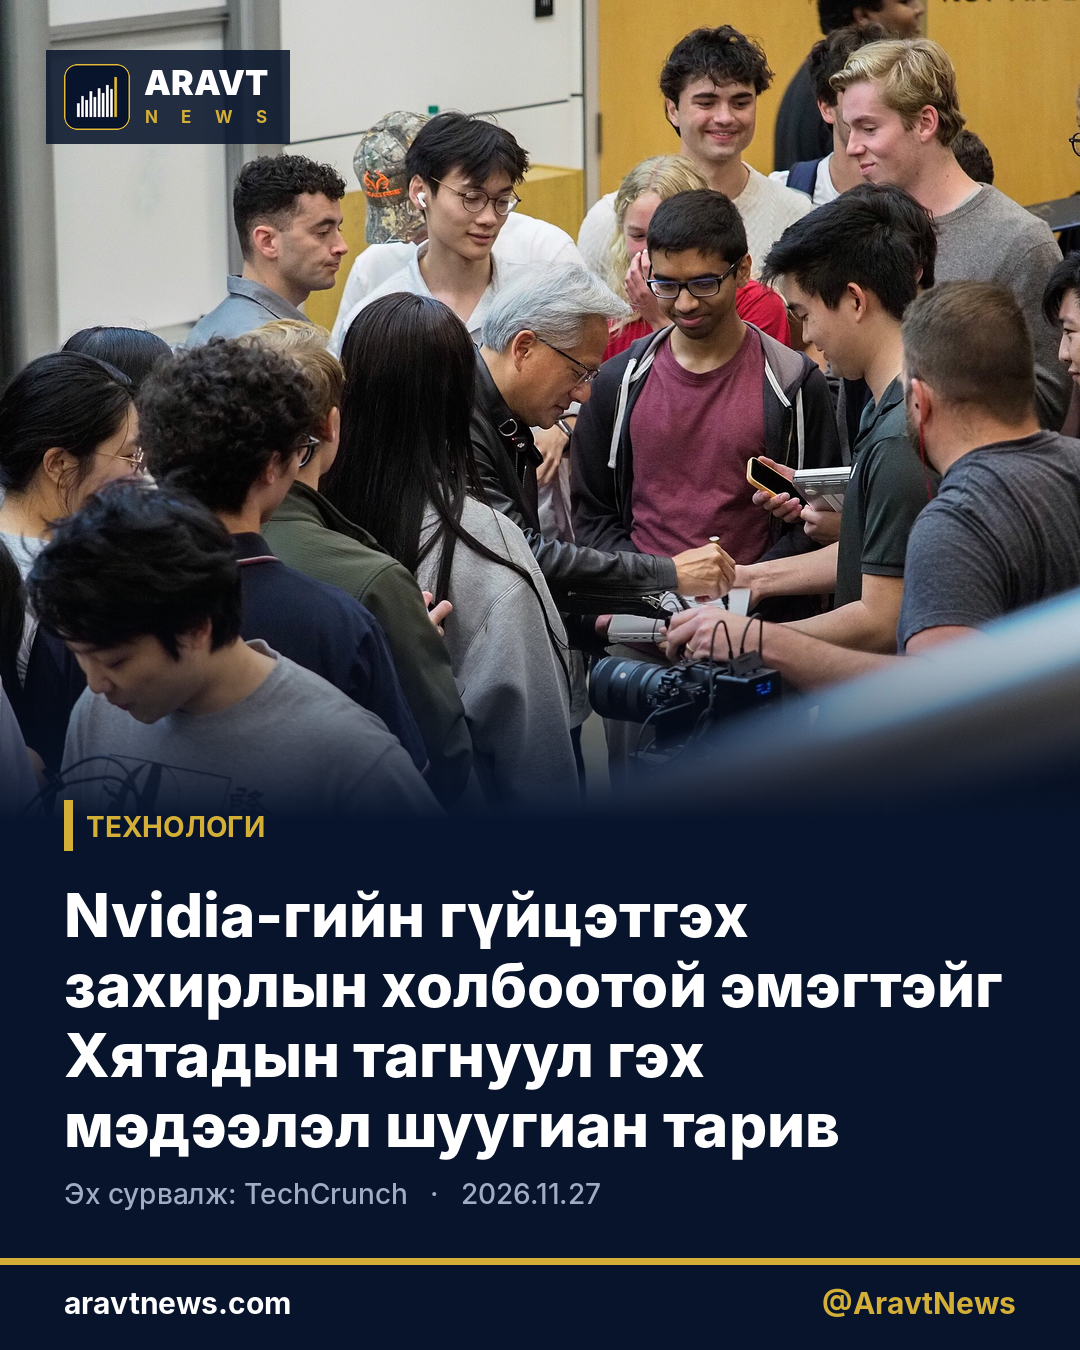 ARAVT
NEWS
ТЕХНОЛОГИ
Nvidia-гийн гүйцэтгэх
захирлын холбоотой эмэгтэйг
Хятадын тагнуул гэх
мэдээлэл шуугиан тарив
Эх сурвалж: TechCrunch · 2026.11.27
aravtnews.com
@AravtNews